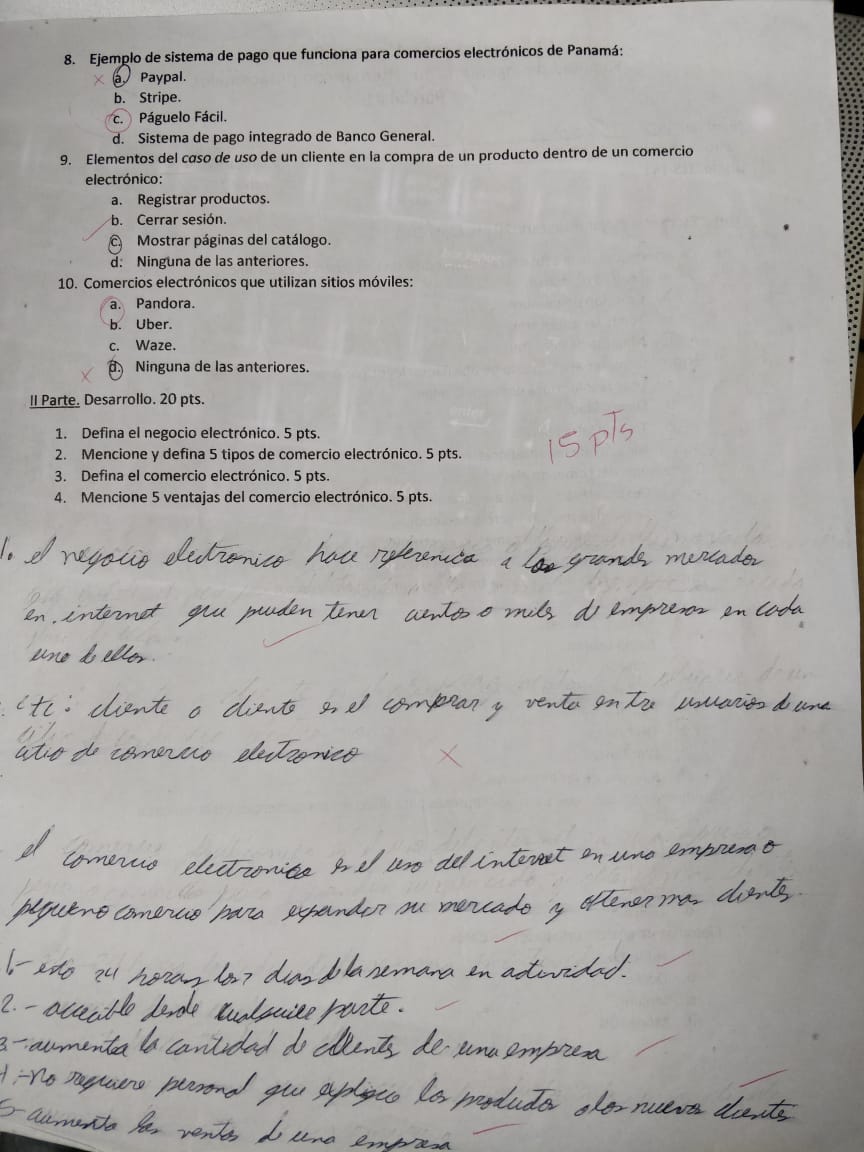 8. Ejemplo de sistema de pago que funciona para comercios electrónicos de Panamá:
a. Paypal.
b. Stripe.
c. Páguelo Fácil.
d. Sistema de pago integrado de Banco General.
9. Elementos del caso de uso de un cliente en la compra de un producto dentro de un comercio
electrónico:
a. Registrar productos.
b. Cerrar sesión.
c. Mostrar páginas del catálogo.
d. Ninguna de las anteriores.
10. Comercios electrónicos que utilizan sitios móviles:
a. Pandora.
b. Uber.
c. Waze.
d. Ninguna de las anteriores.
II Parte. Desarrollo. 20 pts.
1. Defina el negocio electrónico. 5 pts.
15 pTs
2. Mencione y defina 5 tipos de comercio electrónico. 5 pts.
3. Defina el comercio electrónico. 5 pts.
4. Mencione 5 ventajas del comercio electrónico. 5 pts.
1. el negocio electronico hace referencia a los grandes mercados
en internet que pueden tener cientos o miles de empresas en cada
uno de ellos.
CtC: cliente a cliente es el comprar y venta entre usuarios de una
sitio de comercio electronico
el comercio electronico es el uso del internet en una empresa o
pequeño comercio para expander su mercado y obtener mas clientes.
1- esto 24 horas los 7 dias de la semana en actividad.
2.- accesible desde cualquier parte.
3- aumenta la cantidad de clients de una empresa
4.- No requiere personal que explique los productos a los nuevos clientes
5- aumenta las ventas de una empresa